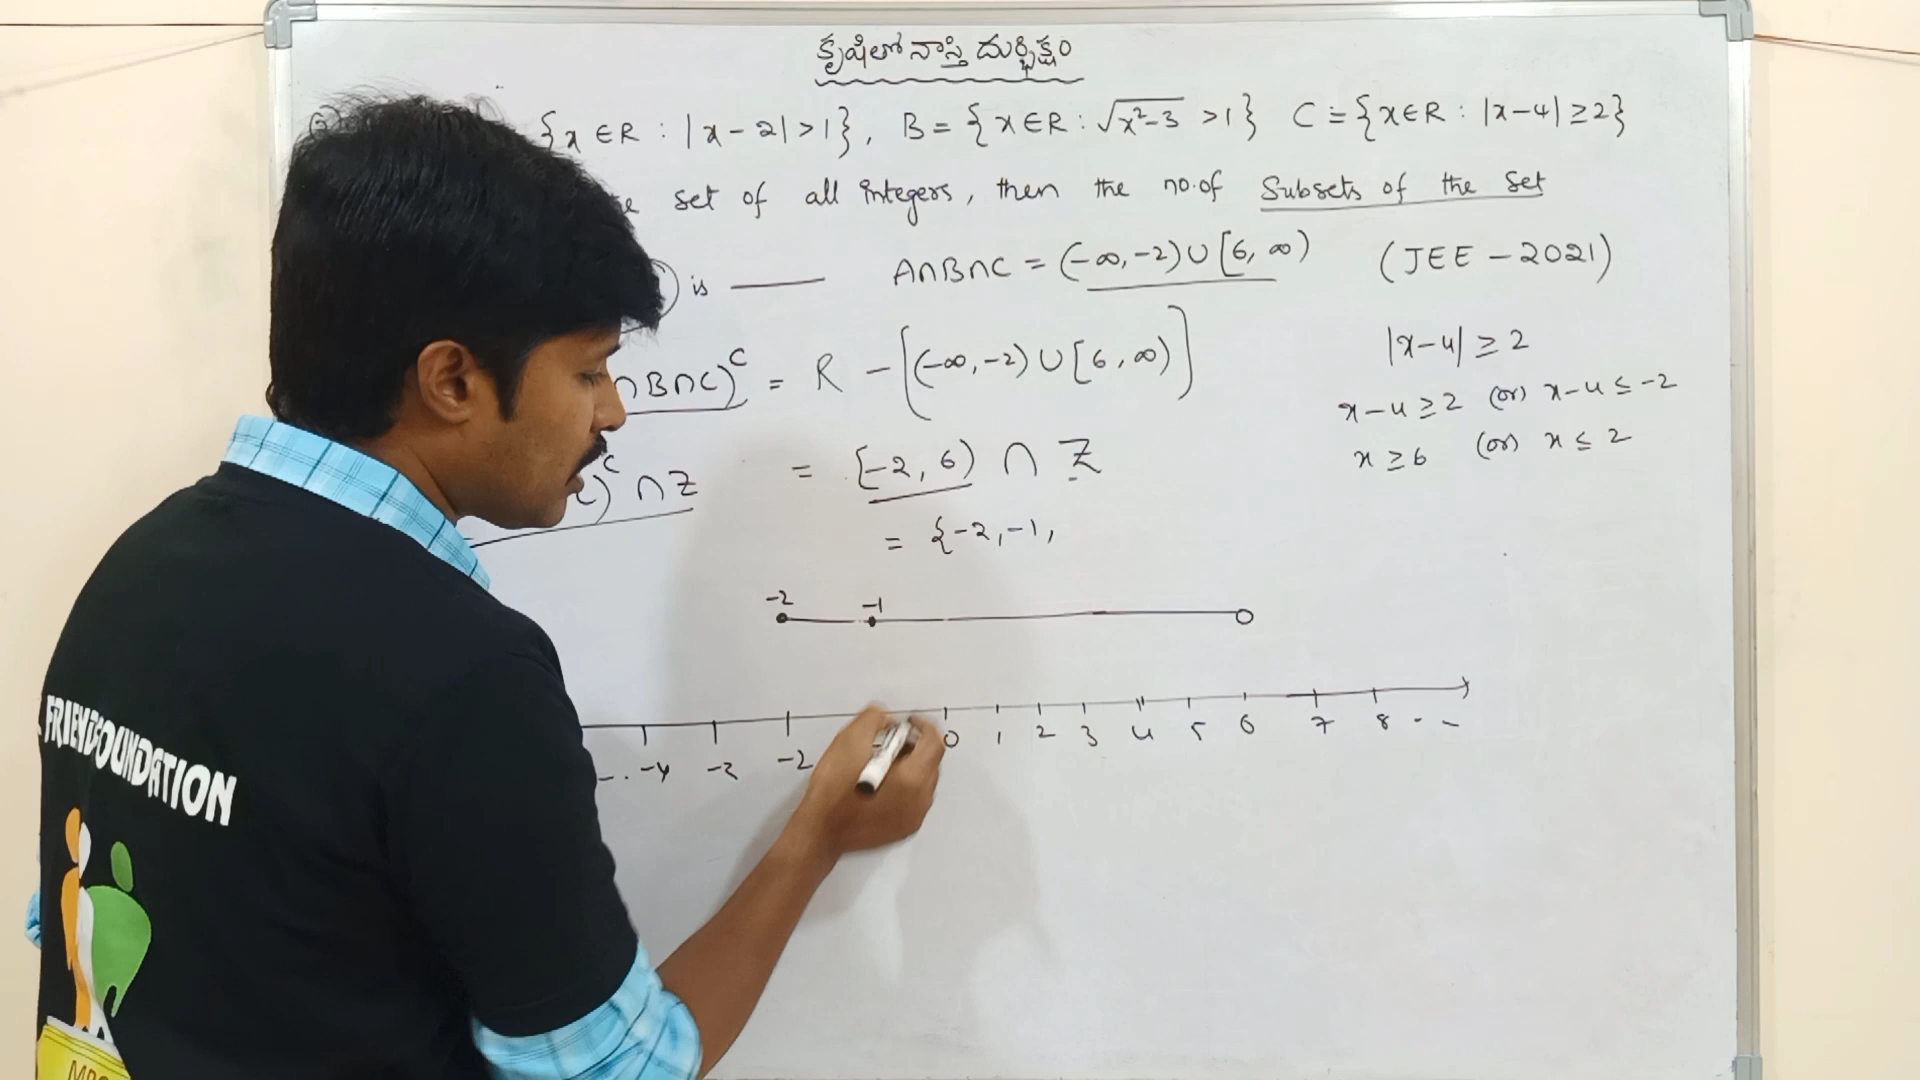 కృషితో నాస్తి దుర్భిక్షం
{x ∈ R : |x - 2| > 1}, B = {x ∈ R : √x²-3 > 1} C = {x ∈ R : |x-4| ≥ 2}
set of all integers, then the no.of Subsets of the Set
is ——— A∩B∩C = (-∞, -2) ∪ [6, ∞) (JEE - 2021)
∩B∩C)ᶜ = R - [(-∞, -2) ∪ [6, ∞)]
)ᶜ ∩ Z = [-2, 6) ∩ Z
= {-2, -1,
|x-4| ≥ 2
x-4 ≥ 2 (or) x-4 ≤ -2
x ≥ 6 (or) x ≤ 2
-2 -1
-4 -3 -2 0 1 2 3 4 5 6 7 8 - -
FRIENDS FOUNDATION